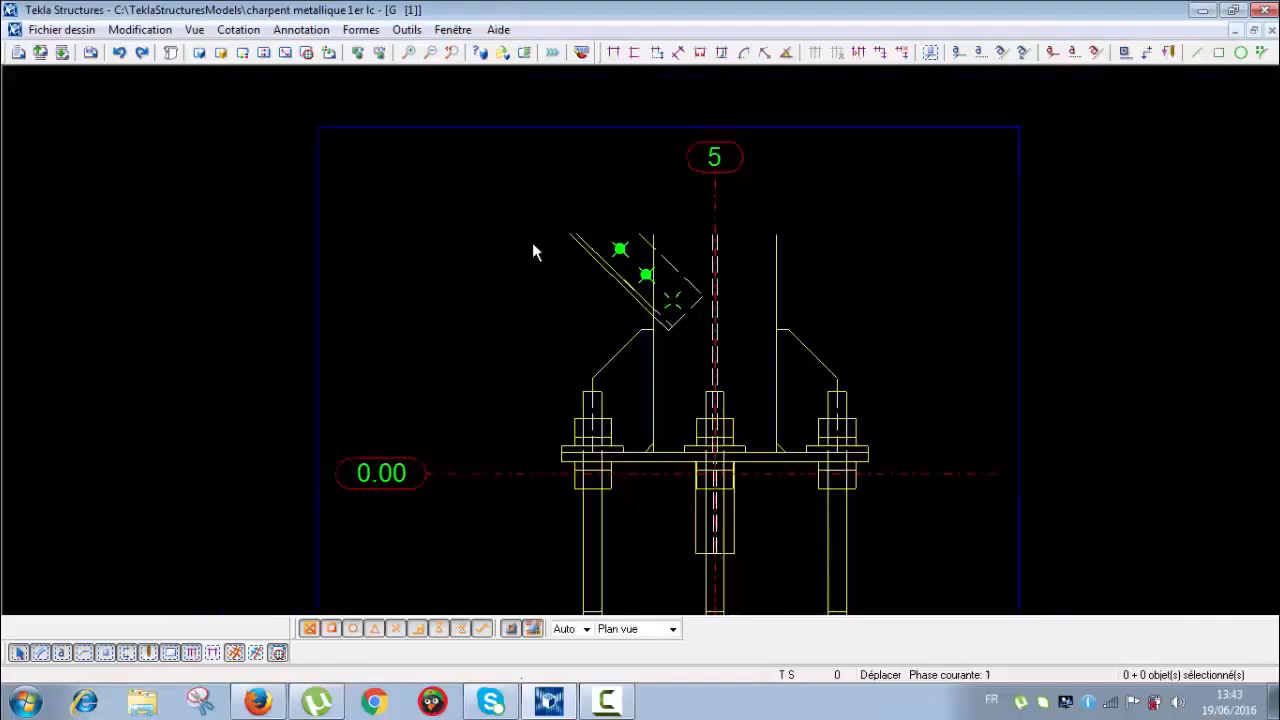 Tekla Structures - C:\TeklaStructuresModels\charpent metallique 1er lc - [G [1]]
Fichier dessin Modification Vue Cotation Annotation Formes Outils Fenêtre Aide
5
0.00
Auto Plan vue
T S 0 Déplacer Phase courante: 1 0 + 0 objet(s) sélectionné(s)
FR 13:43
19/06/2016